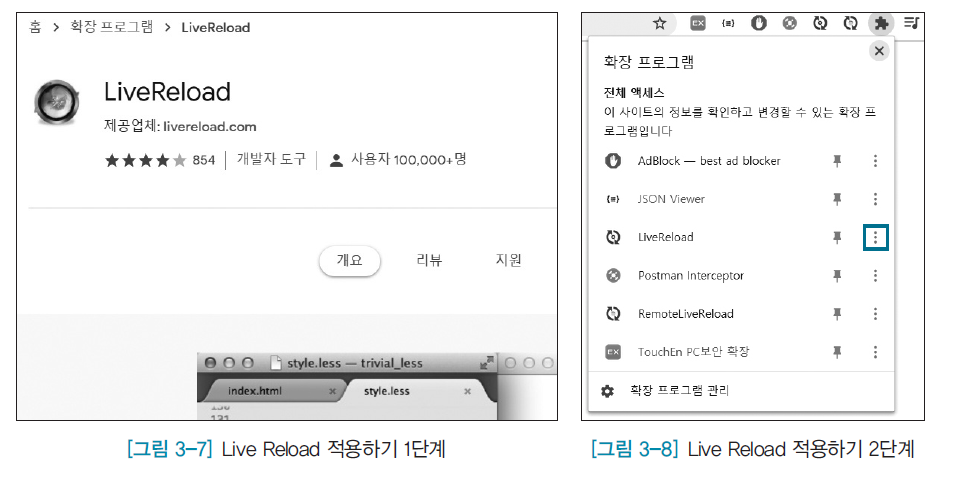 홈 > 확장 프로그램 > LiveReload
LiveReload
제공업체: livereload.com
★★★★★ 854 | 개발자 도구 | 사용자 100,000+명
개요 리뷰 지원
style.less — trivial_less
index.html × style.less ×
130
131
[그림 3-7] Live Reload 적용하기 1단계
EX
확장 프로그램
전체 액세스
이 사이트의 정보를 확인하고 변경할 수 있는 확장 프
로그램입니다
AdBlock — best ad blocker
JSON Viewer
LiveReload
Postman Interceptor
RemoteLiveReload
EX TouchEn PC보안 확장
확장 프로그램 관리
[그림 3-8] Live Reload 적용하기 2단계